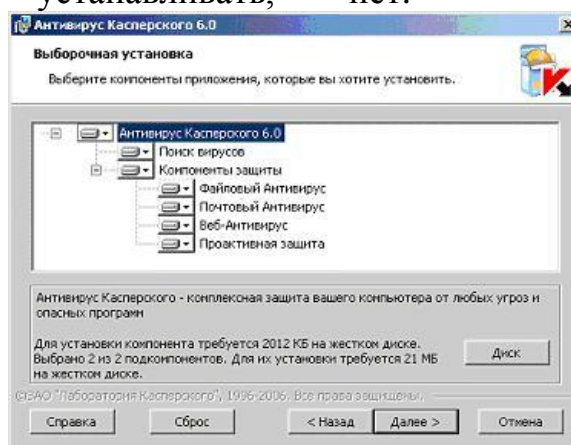 устанавливать, нет.
Антивирус Касперского 6.0
Выборочная установка
Выберите компоненты приложения, которые вы хотите установить.
Антивирус Касперского 6.0
Поиск вирусов
Компоненты защиты
Файловый Антивирус
Почтовый Антивирус
Веб-Антивирус
Проактивная защита
Антивирус Касперского - комплексная защита вашего компьютера от любых угроз и
опасных программ
Для установки компонента требуется 2012 КБ на жестком диске.
Выбрано 2 из 2 подкомпонентов. Для их установки требуется 21 МБ
на жестком диске.
Диск
©ЗАО "Лаборатория Касперского", 1996-2006. Все права защищены.
Справка Сброс < Назад Далее > Отмена